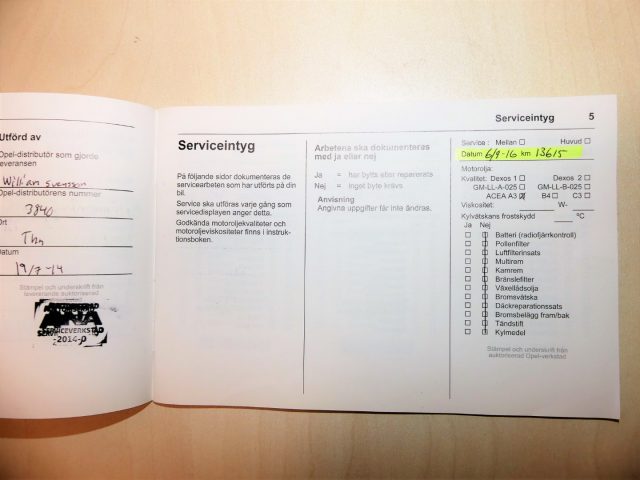 Utförd av
Opel-distributör som gjorde
leveransen
William Svensson
Opel-distributörens nummer
3840
Ort
Datum
19/7-14
Stämpel och underskrift från
levererande auktoriserad
SERVICEVERKSTAD
-2014-0
Serviceintyg
På följande sidor dokumenteras de
servicearbeten som har utförts på din
bil.
Service ska utföras varje gång som
servicedisplayen anger detta.
Godkända motoroljekvaliteter och
motoroljeviskositeter finns i instruk-
tionsboken.
Arbetena ska dokumenteras
med ja eller nej
Ja = har bytts eller reparerats
Nej = inget byte krävs
Anvisning
Angivna uppgifter får inte ändras.
Serviceintyg 5
Service: Mellan Huvud
Datum 6/9-16 km 13615
Motorolja:
Kvalitet: Dexos 1 Dexos 2
GM-LL-A-025 GM-LL-B-025
ACEA A3 B4 C3
Viskositet: W-
Kylvätskans frostskydd °C
Ja Nej
Batteri (radiofjärrkontroll)
Pollenfilter
Luftfilterinsats
Multirem
Kamrem
Bränslefilter
Växellådsolja
Bromsvätska
Däckreparationssats
Bromsbelägg fram/bak
Tändstift
Kylmedel
Stämpel och underskrift från
auktoriserad Opel-verkstad